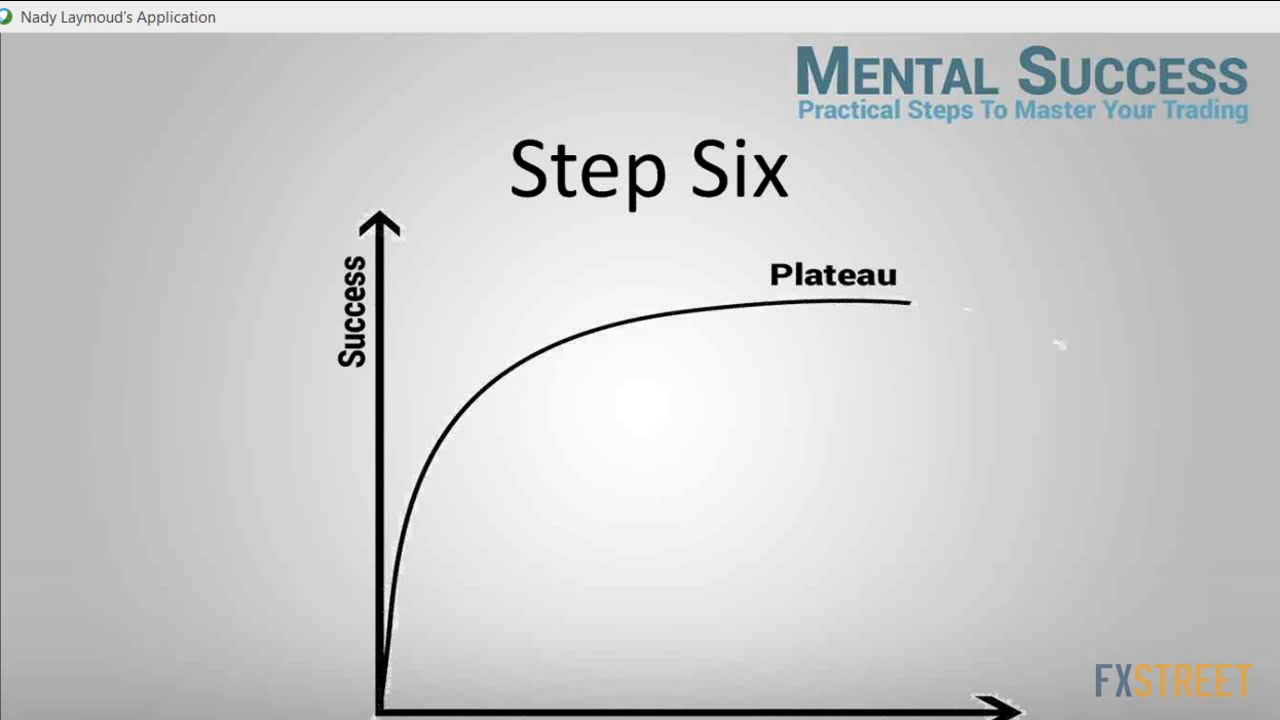 Nady Laymoud's Application
MENTAL SUCCESS
Practical Steps To Master Your Trading
Step Six
Success
Plateau
FXSTREET